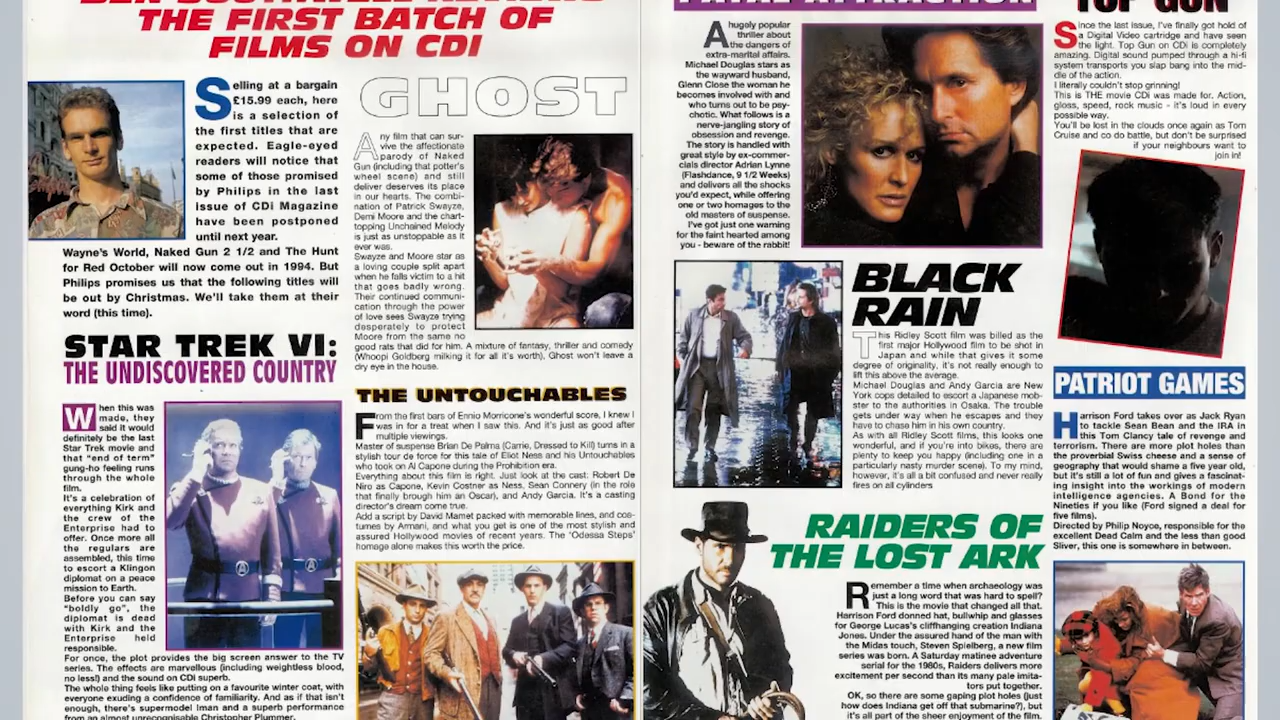 THE FIRST BATCH OF
FILMS ON CDI
Selling at a bargain
£15.99 each, here
is a selection of
the first titles that are
expected. Eagle-eyed
readers will notice that
some of those promised
by Philips in the last
issue of CDi Magazine
have been postponed
until next year.
Wayne's World, Naked Gun 2 1/2 and The Hunt
for Red October will now come out in 1994. But
Philips promises us that the following titles will
be out by Christmas. We'll take them at their
word (this time).
STAR TREK VI:
THE UNDISCOVERED COUNTRY
When this was
made, they
said it would
definitely be the last
Star Trek movie and
that "end of term"
gung-ho feeling runs
through the whole
film.
It's a celebration of
everything Kirk and
the crew of the
Enterprise had to
offer. Once more all
the regulars are
assembled, this time
to escort a Klingon
diplomat on a peace
mission to Earth.
Before you can say
"boldly go", the
diplomat is dead
with Kirk and the
Enterprise held
responsible.
For once, the plot provides the big screen answer to the TV
series. The effects are marvellous (including weightless blood,
no less!) and the sound on CDi superb.
The whole thing feels like putting on a favourite winter coat, with
everyone exuding a confidence of familiarity. And as if that isn't
enough, there's supermodel Iman and a superb performance
from an almost unrecognisable Christopher Plummer.
GHOST
Any film that can sur-
vive the affectionate
parody of Naked
Gun (including that potter's
wheel scene) and still
deliver deserves its place
in our hearts. The combi-
nation of Patrick Swayze,
Demi Moore and the chart-
topping Unchained Melody
is just as unstoppable as it
ever was.
Swayze and Moore star as
a loving couple split apart
when he falls victim to a hit
that goes badly wrong.
Their continued communi-
cation through the power
of love sees Swayze trying
desperately to protect
Moore from the same no
good rats that did for him. A mixture of fantasy, thriller and comedy
(Whoopi Goldberg milking it for all it's worth), Ghost won't leave a
dry eye in the house.
THE UNTOUCHABLES
From the first bars of Ennio Morricone's wonderful score, I knew I
was in for a treat when I saw this. And it's just as good after
multiple viewings.
Master of suspense Brian De Palma (Carrie, Dressed to Kill) turns in a
stylish tour de force for this tale of Eliot Ness and his Untouchables
who took on Al Capone during the Prohibition era.
Everything about this film is right. Just look at the cast: Robert De
Niro as Capone, Kevin Costner as Ness, Sean Connery (in the role
that finally brough him an Oscar), and Andy Garcia. It's a casting
director's dream come true.
Add a script by David Mamet packed with memorable lines, and cos-
tumes by Armani, and what you get is one of the most stylish and
assured Hollywood movies of recent years. The 'Odessa Steps'
homage alone makes this worth the price.
FATAL ATTRACTION
A hugely popular
thriller about
the dangers of
extra-marital affairs.
Michael Douglas stars as
the wayward husband,
Glenn Close the woman he
becomes involved with and
who turns out to be psy-
chotic. What follows is a
nerve-jangling story of
obsession and revenge.
The story is handled with
great style by ex-commer-
cials director Adrian Lynne
(Flashdance, 9 1/2 Weeks)
and delivers all the shocks
you'd expect, while offering
one or two homages to the
old masters of suspense.
I've got just one warning
for the faint hearted among
you - beware of the rabbit!
BLACK
RAIN
This Ridley Scott film was billed as the
first major Hollywood film to be shot in
Japan and while that gives it some
degree of originality, it's not really enough to
lift this above the average.
Michael Douglas and Andy Garcia are New
York cops detailed to escort a Japanese mob-
ster to the authorities in Osaka. The trouble
gets under way when he escapes and they
have to chase him in his own country.
As with all Ridley Scott films, this looks one
wonderful, and if you're into bikes, there are
plenty to keep you happy (including one in a
particularly nasty murder scene). To my mind,
however, it's all a bit confused and never really
fires on all cylinders
RAIDERS OF
THE LOST ARK
Remember a time when archaeology was
just a long word that was hard to spell?
This is the movie that changed all that.
Harrison Ford donned hat, bullwhip and glasses
for George Lucas's cliffhanging creation Indiana
Jones. Under the assured hand of the man with
the Midas touch, Steven Spielberg, a new film
series was born. A Saturday matinee adventure
serial for the 1980s, Raiders delivers more
excitement per second than its many pale imita-
tors put together.
OK, so there are some gaping plot holes (just
how does Indiana get off that submarine?), but
it's all part of the sheer enjoyment of the film.
TOP GUN
Since the last issue, I've finally got hold of
a Digital Video cartridge and have seen
the light. Top Gun on CDi is completely
amazing. Digital sound pumped through a hi-fi
system transports you slap bang into the mid-
dle of the action.
I literally couldn't stop grinning!
This is THE movie CDi was made for. Action,
gloss, speed, rock music - it's loud in every
possible way.
You'll be lost in the clouds once again as Tom
Cruise and co do battle, but don't be surprised
if your neighbours want to
join in!
PATRIOT GAMES
Harrison Ford takes over as Jack Ryan
to tackle Sean Bean and the IRA in
this Tom Clancy tale of revenge and
terrorism. There are more plot holes than
the proverbial Swiss cheese and a sense of
geography that would shame a five year old,
but it's still a lot of fun and gives a fascinat-
ing insight into the workings of modern
intelligence agencies. A Bond for the
Nineties if you like (Ford signed a deal for
five films).
Directed by Philip Noyce, responsible for the
excellent Dead Calm and the less than good
Sliver, this one is somewhere in between.